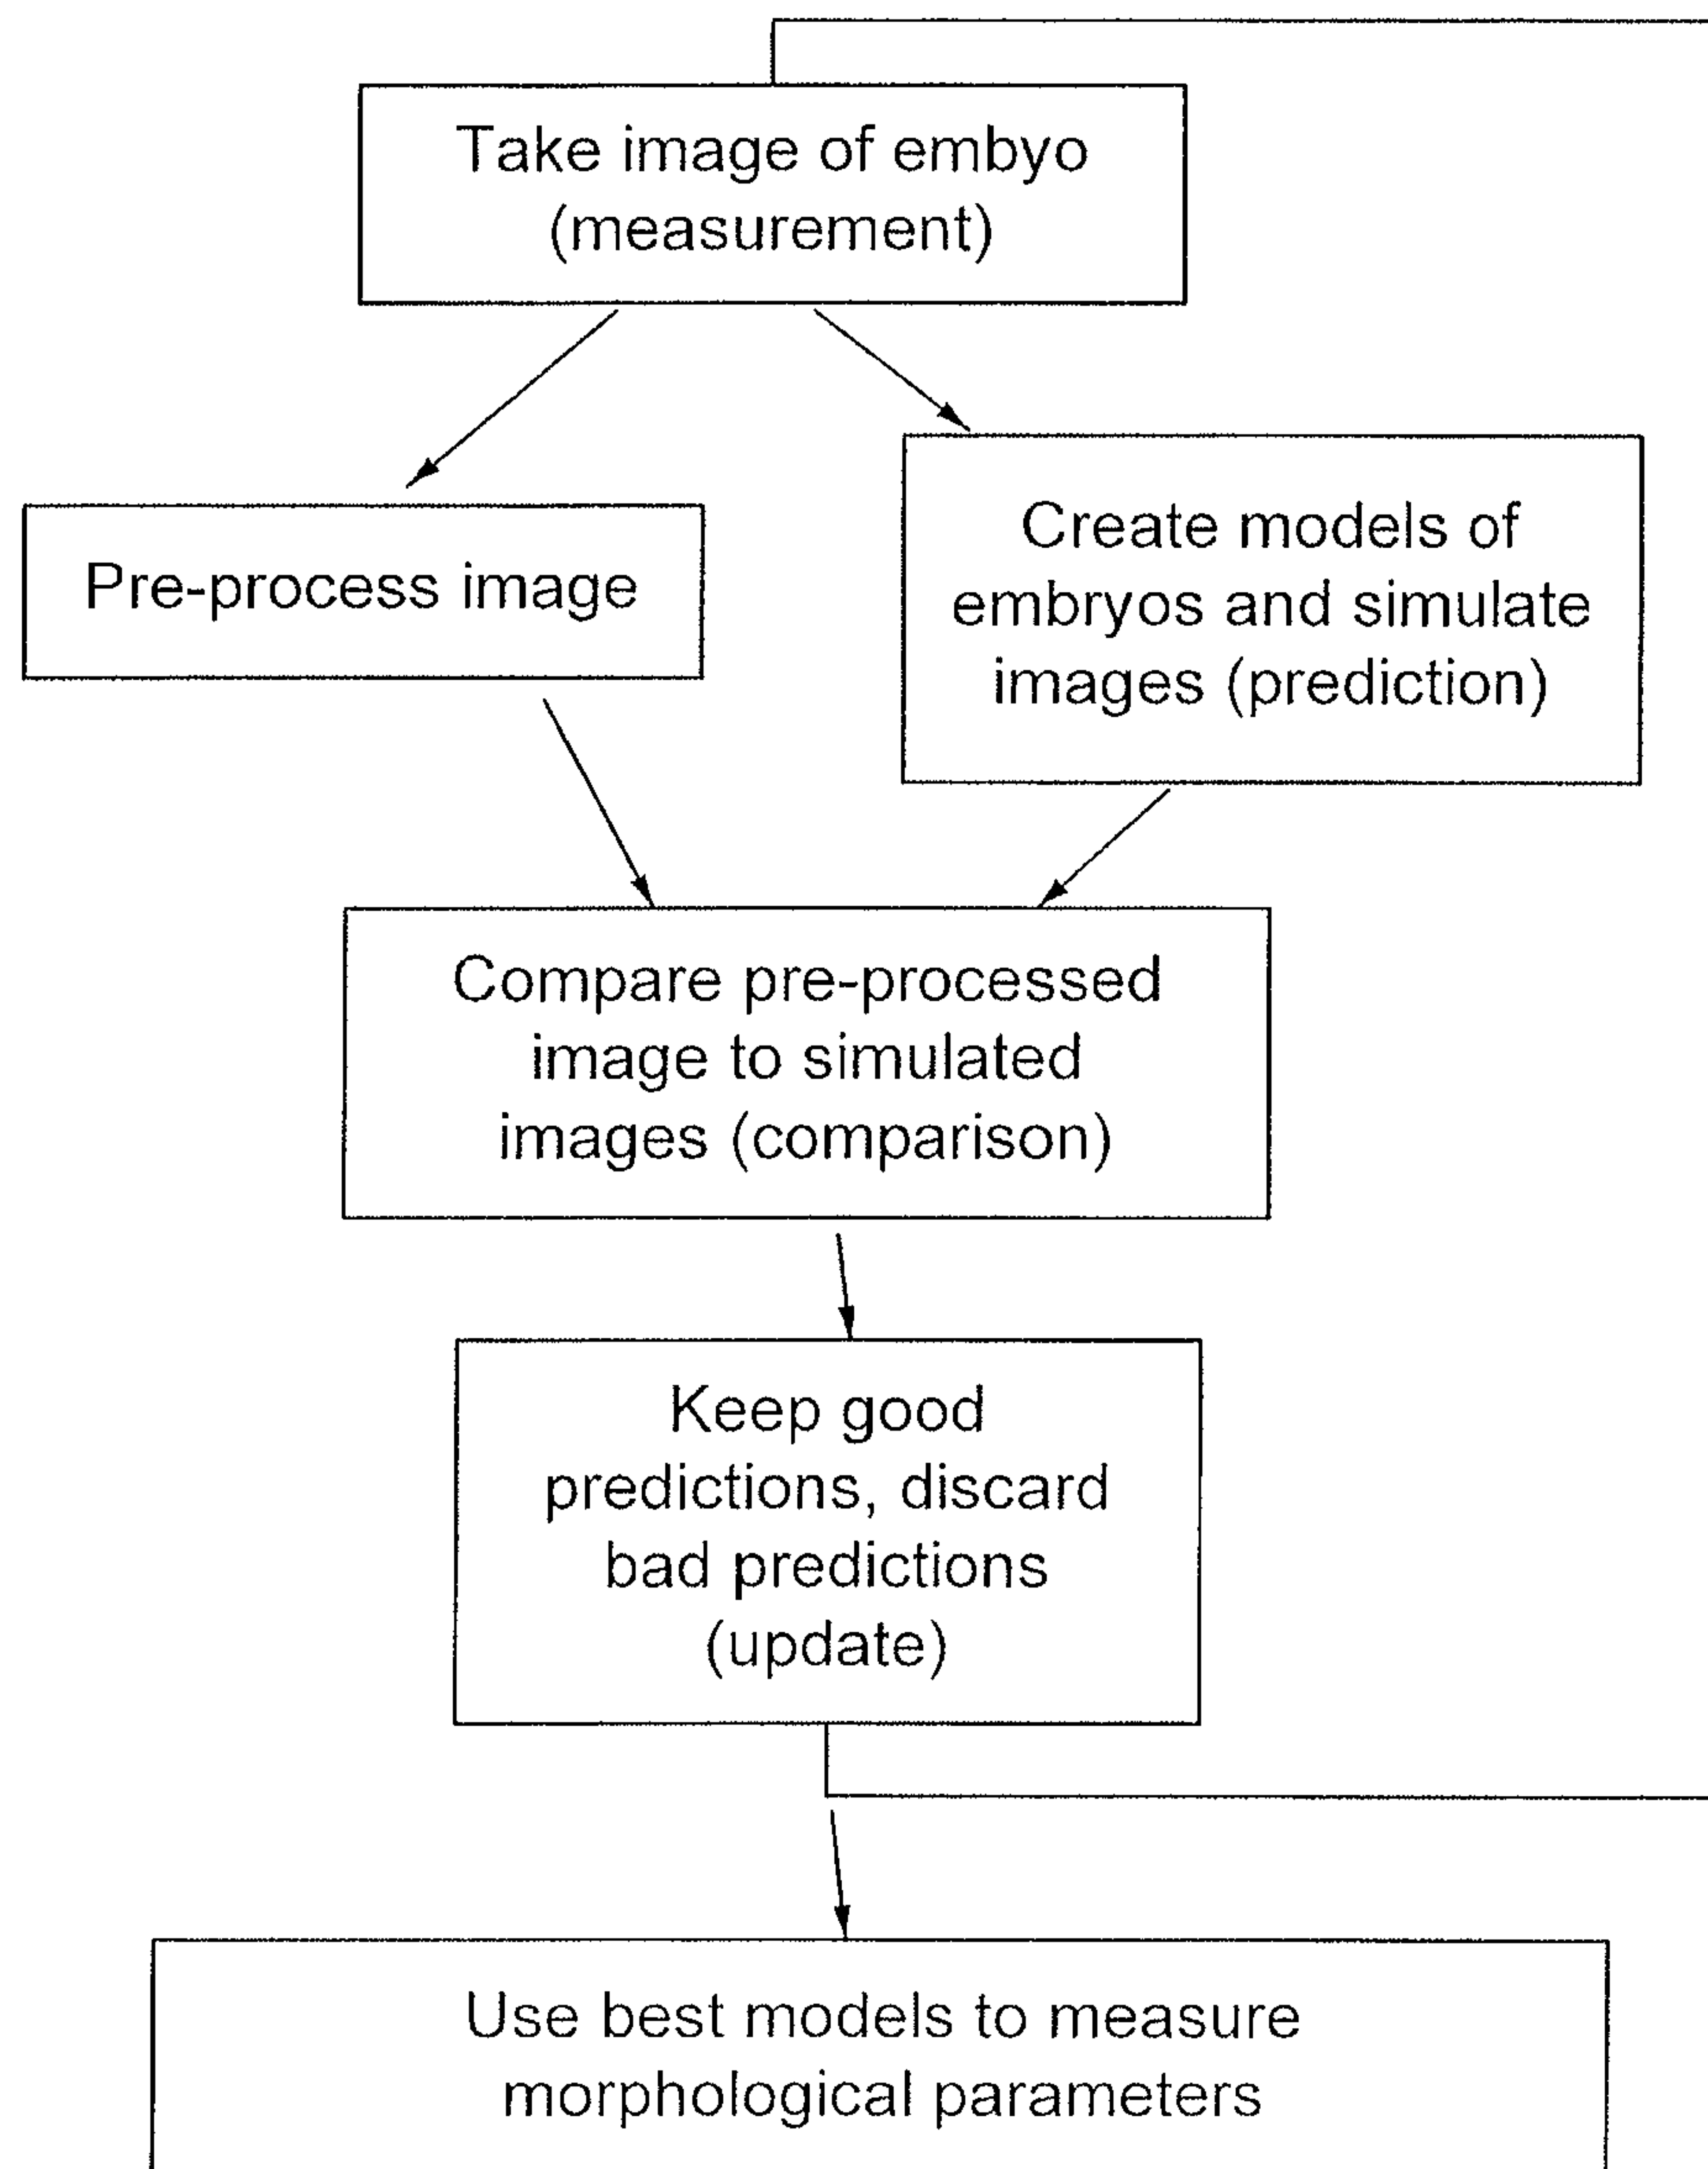 Take image of embyo
(measurement)
Pre-process image
Create models of
embryos and simulate
images (prediction)
Compare pre-processed
image to simulated
images (comparison)
Keep good
predictions, discard
bad predictions
(update)
Use best models to measure
morphological parameters